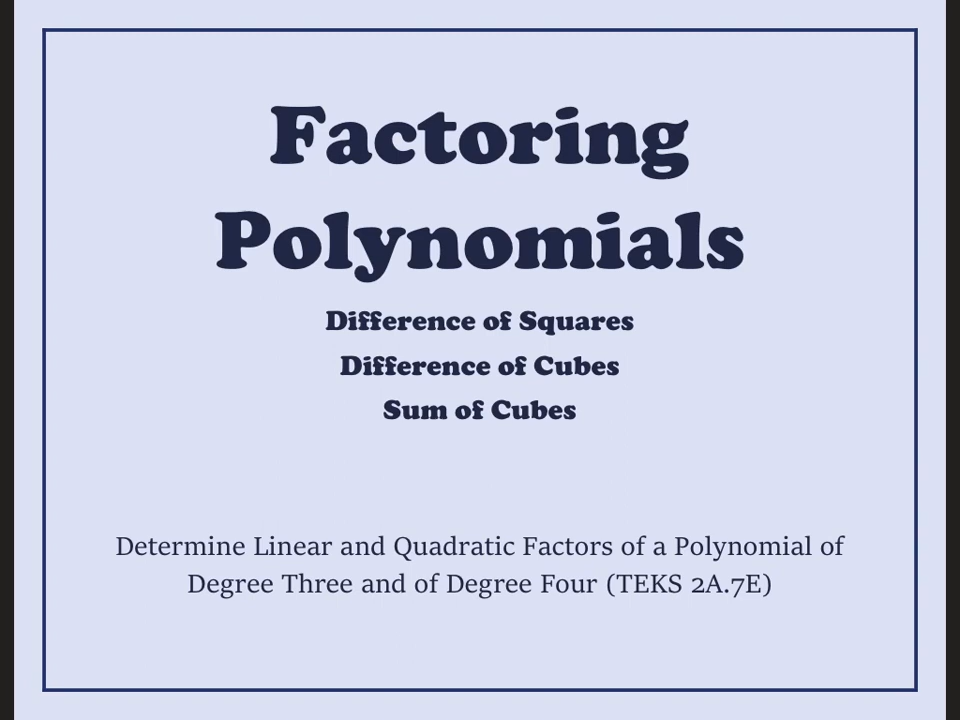 Factoring
Polynomials
Difference of Squares
Difference of Cubes
Sum of Cubes
Determine Linear and Quadratic Factors of a Polynomial of
Degree Three and of Degree Four (TEKS 2A.7E)